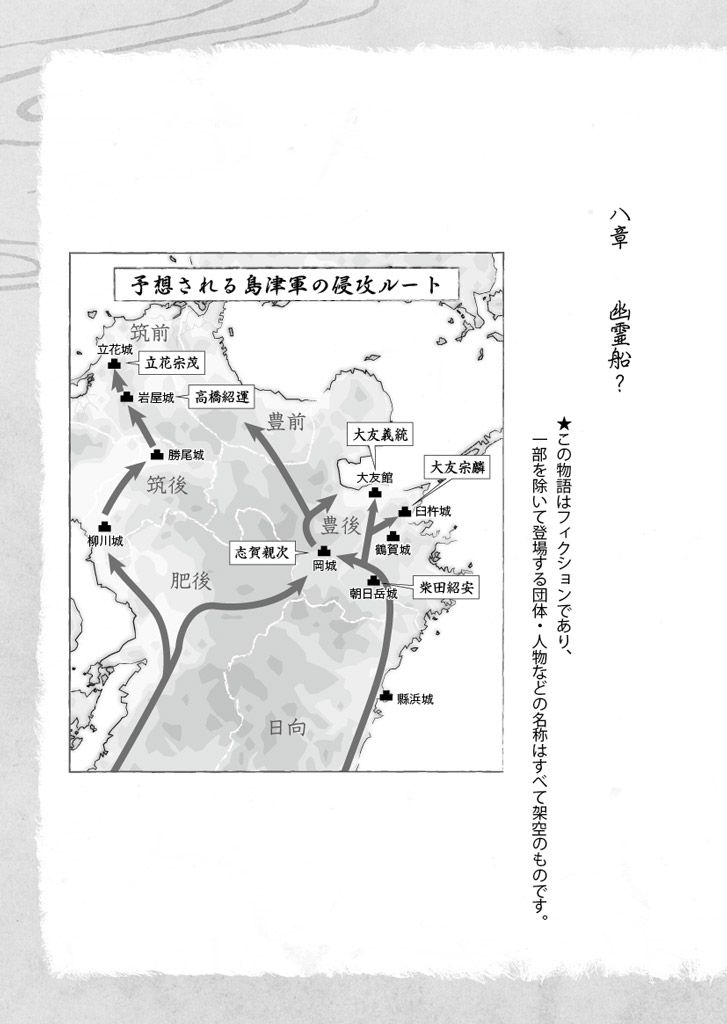 八章　幽霊船？
★この物語はフィクションであり、
一部を除いて登場する団体・人物などの名称はすべて架空のものです。
予想される島津軍の侵攻ルート
筑前
立花城
立花宗茂
岩屋城
高橋紹運
豊前
勝尾城
筑後
大友義統
大友館
大友宗麟
臼杵城
豊後
鶴賀城
柳川城
志賀親次
岡城
肥後
朝日岳城
柴田紹安
縣浜城
日向